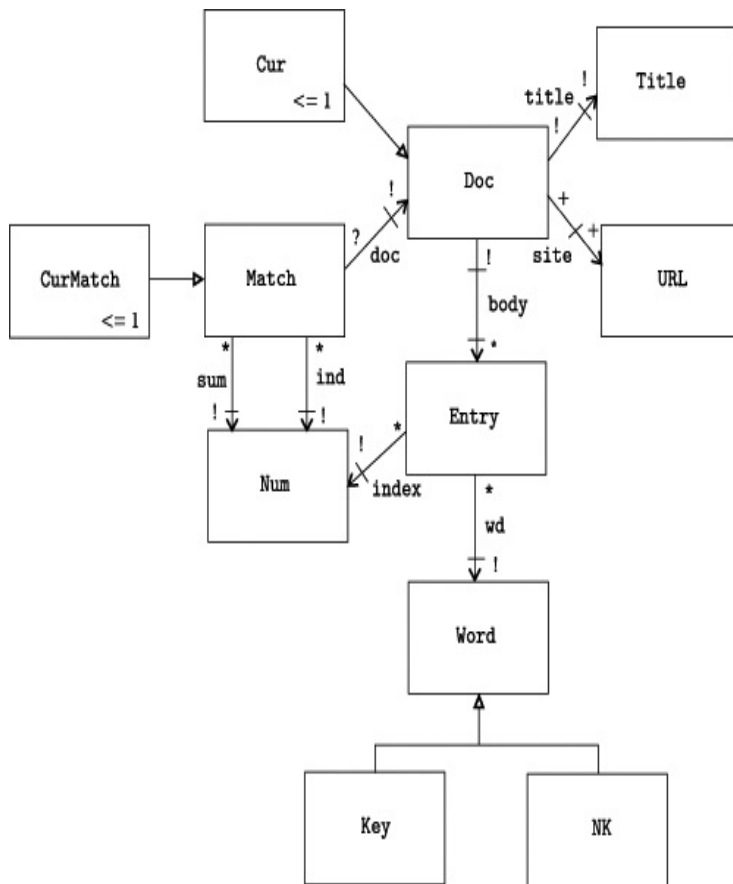 Cur
<= 1
!
title
!
Title
Doc
!
?
doc
+
+
site
URL
CurMatch
<= 1
Match
!
body
*
*
*
sum
ind
!
!
Num
*
!
index
Entry
*
wd
!
Word
Key
NK